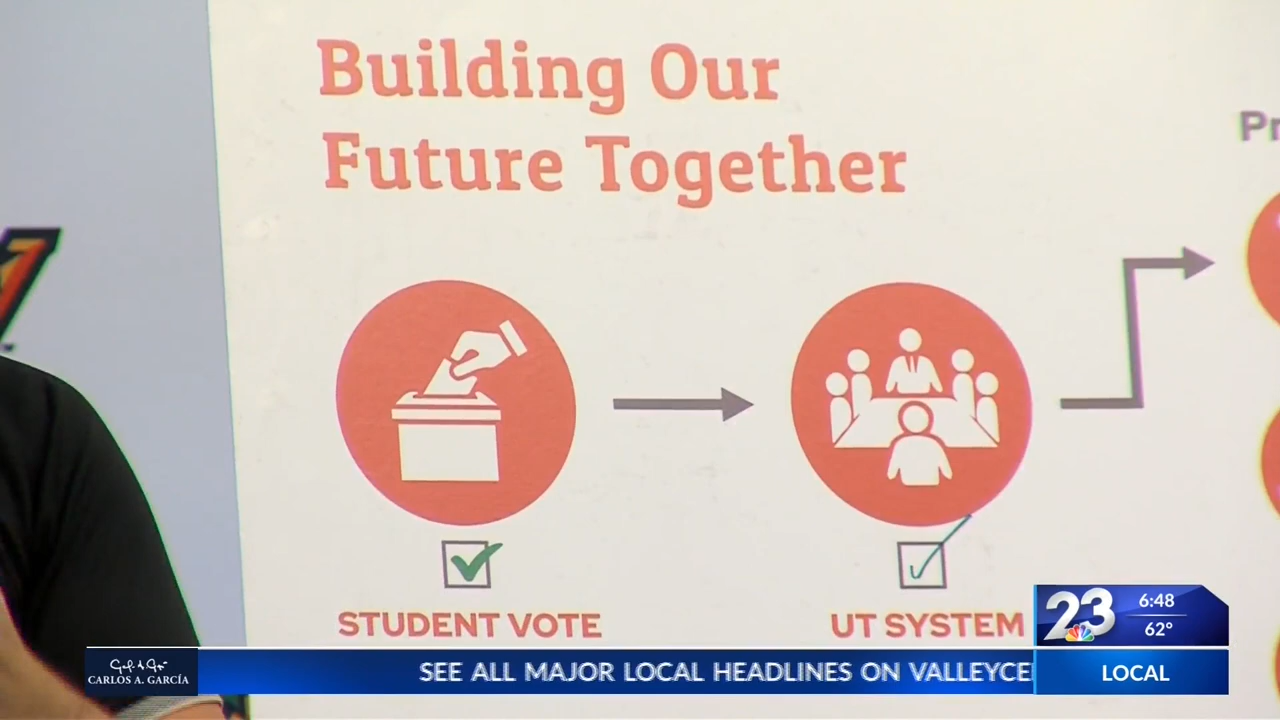 Building Our
Future Together
Pr
STUDENT VOTE
UT SYSTEM
23
6:48
62°
CARLOS A. GARCÍA
SEE ALL MAJOR LOCAL HEADLINES ON VALLEYCE
LOCAL